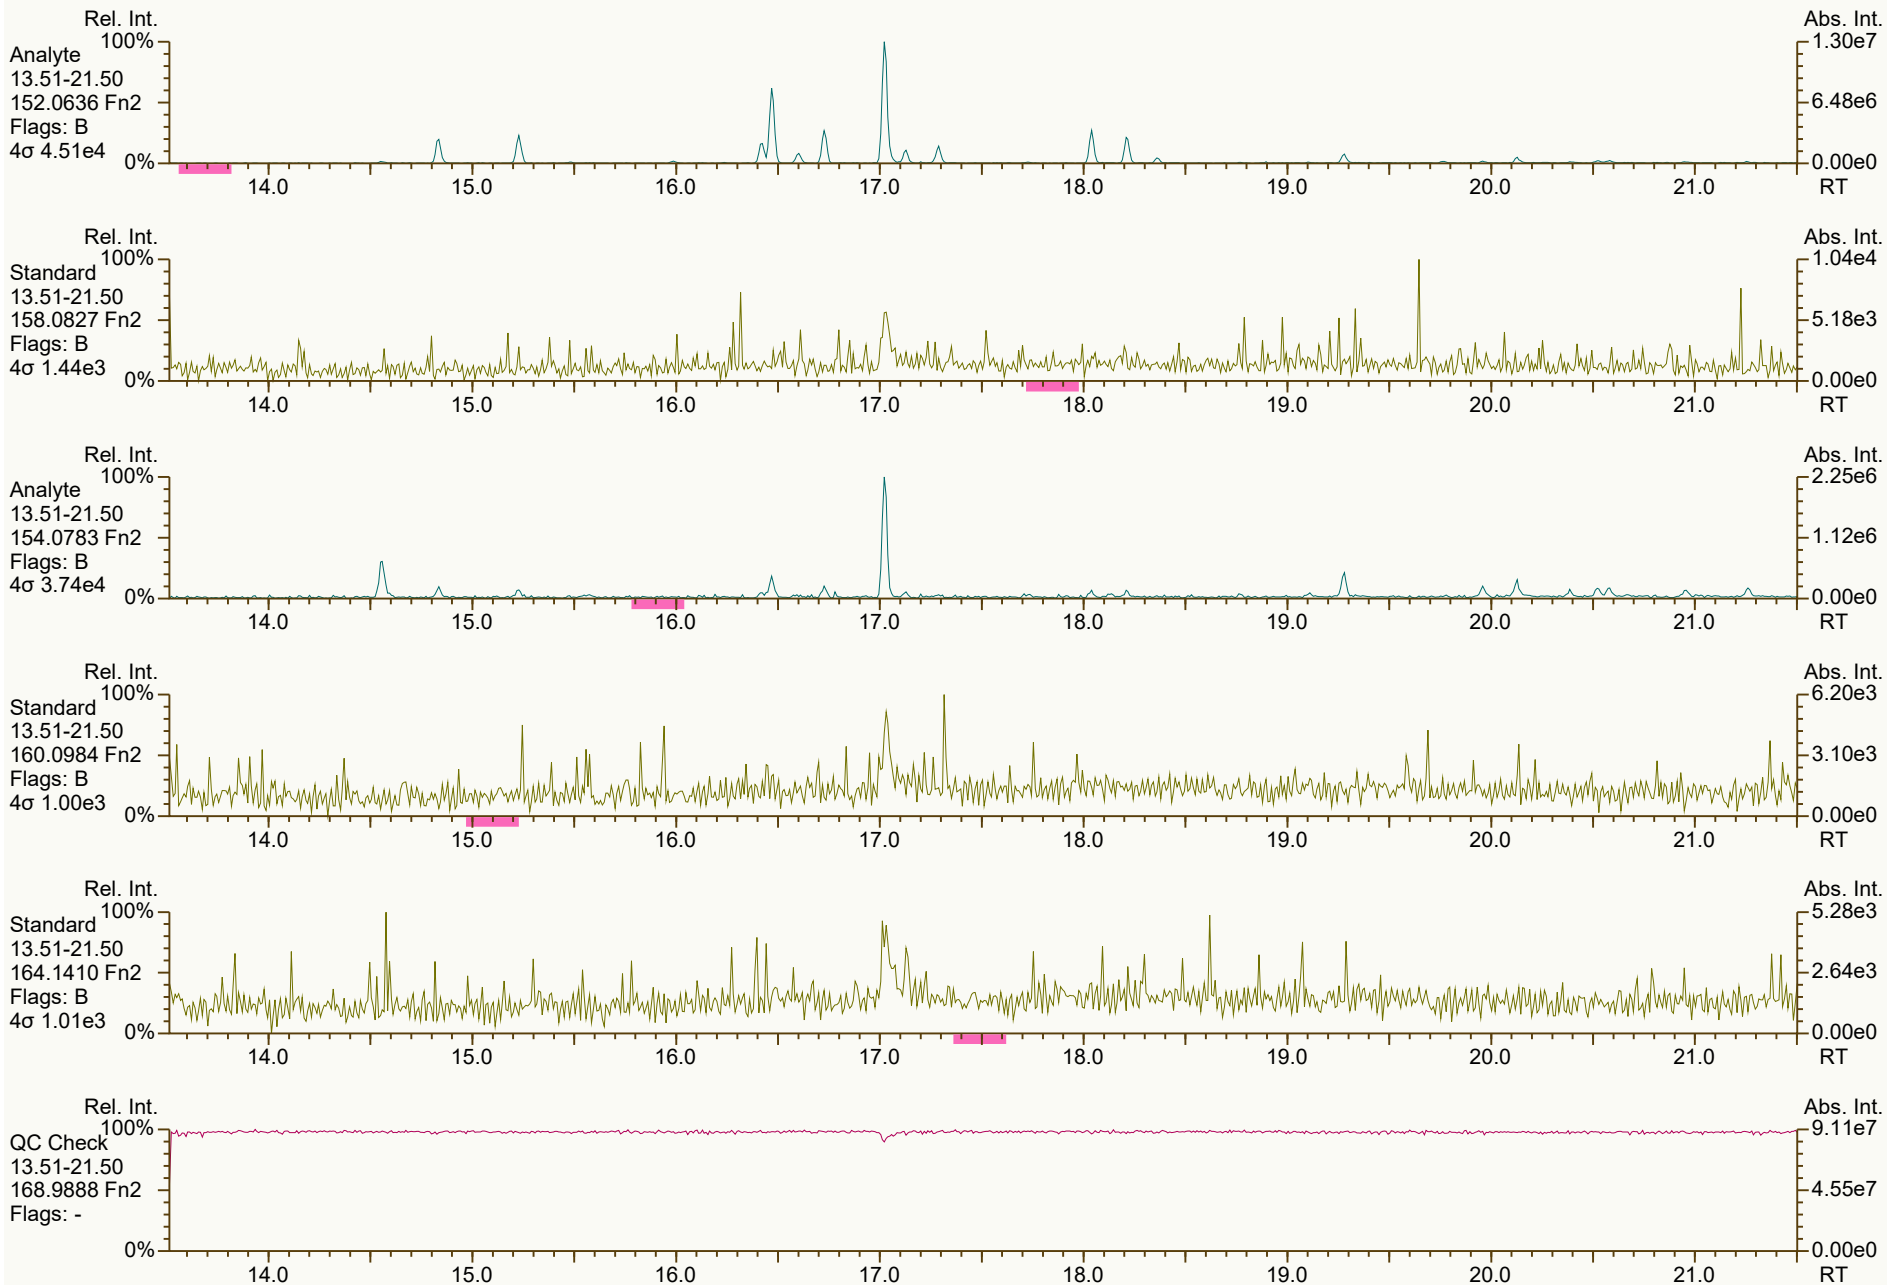 Rel. Int. Abs. Int.
100% 1.30e7
Analyte
13.51-21.50
152.0636 Fn2 6.48e6
Flags: B
4σ 4.51e4
0% 0.00e0
14.0 15.0 16.0 17.0 18.0 19.0 20.0 21.0 RT
Rel. Int. Abs. Int.
100% 1.04e4
Standard
13.51-21.50
158.0827 Fn2 5.18e3
Flags: B
4σ 1.44e3
0% 0.00e0
14.0 15.0 16.0 17.0 18.0 19.0 20.0 21.0 RT
Rel. Int. Abs. Int.
100% 2.25e6
Analyte
13.51-21.50
154.0783 Fn2 1.12e6
Flags: B
4σ 3.74e4
0% 0.00e0
14.0 15.0 16.0 17.0 18.0 19.0 20.0 21.0 RT
Rel. Int. Abs. Int.
100% 6.20e3
Standard
13.51-21.50
160.0984 Fn2 3.10e3
Flags: B
4σ 1.00e3
0% 0.00e0
14.0 15.0 16.0 17.0 18.0 19.0 20.0 21.0 RT
Rel. Int. Abs. Int.
100% 5.28e3
Standard
13.51-21.50
164.1410 Fn2 2.64e3
Flags: B
4σ 1.01e3
0% 0.00e0
14.0 15.0 16.0 17.0 18.0 19.0 20.0 21.0 RT
Rel. Int. Abs. Int.
100% 9.11e7
QC Check
13.51-21.50
168.9888 Fn2 4.55e7
Flags: -
0% 0.00e0
14.0 15.0 16.0 17.0 18.0 19.0 20.0 21.0 RT